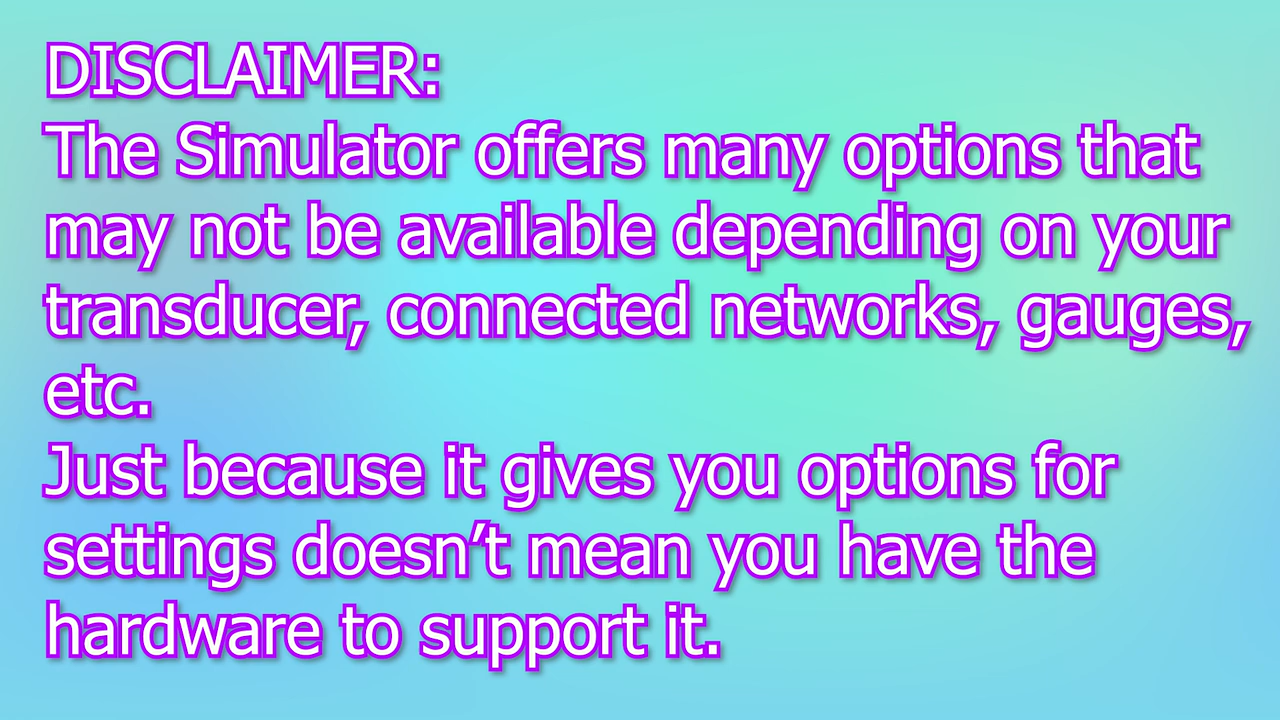 DISCLAIMER:
The Simulator offers many options that
may not be available depending on your
transducer, connected networks, gauges,
etc.
Just because it gives you options for
settings doesn’t mean you have the
hardware to support it.